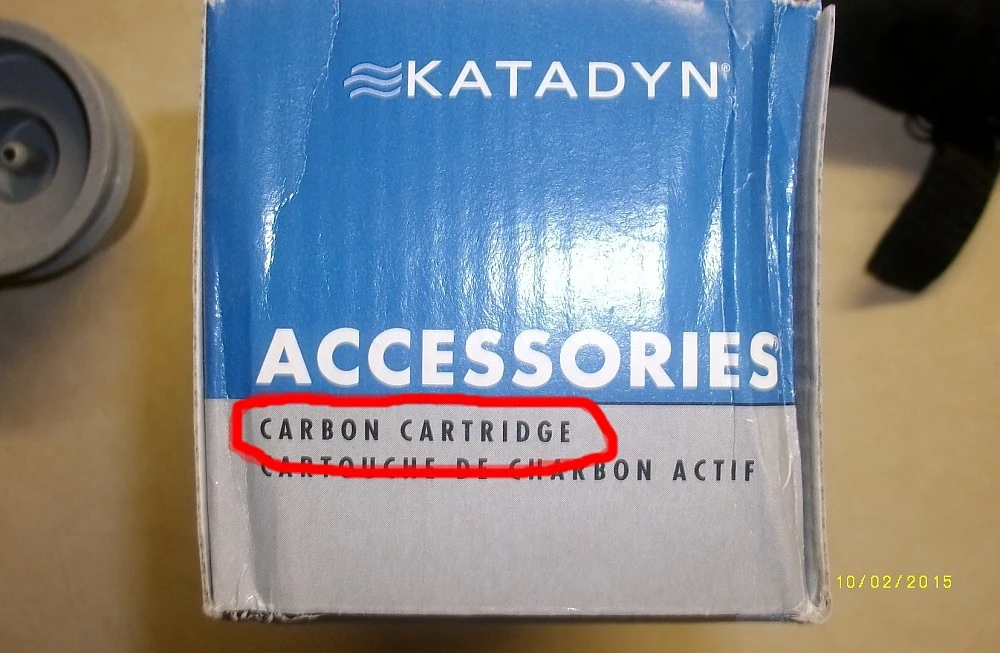 KATADYN®
ACCESSORIES
CARBON CARTRIDGE
CARTOUCHE DE CHARBON ACTIF
10/02/2015